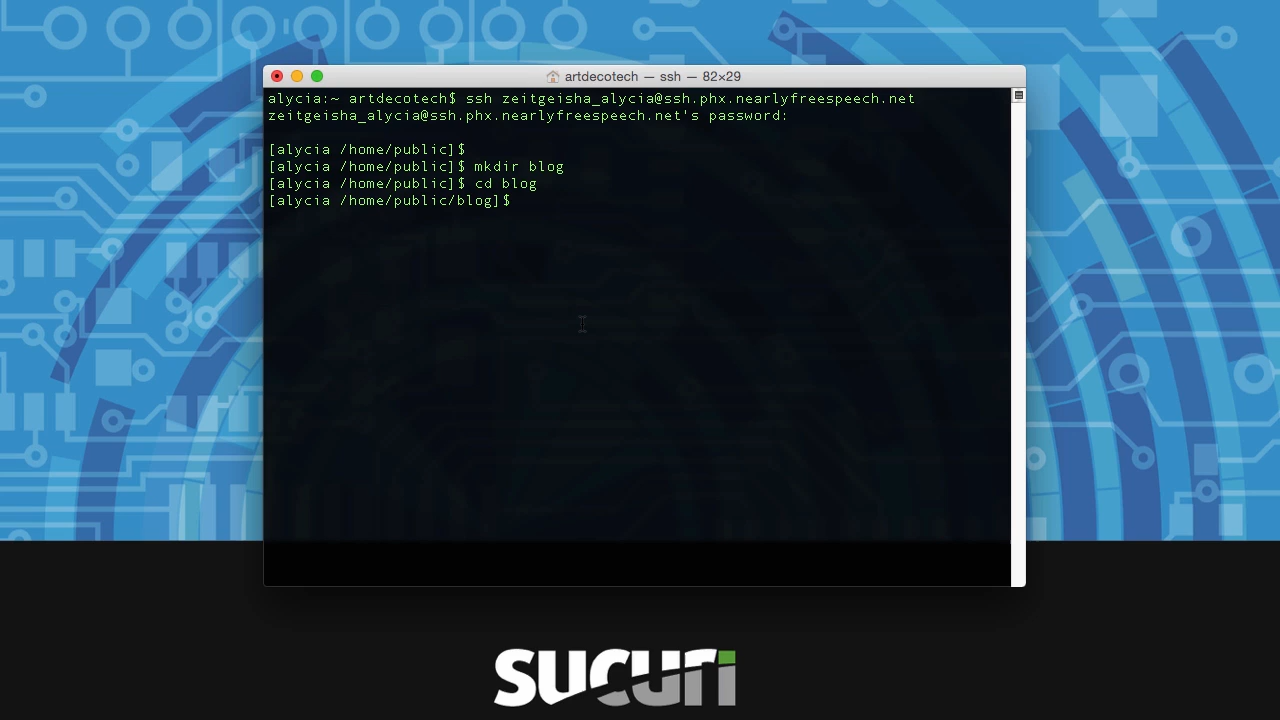 artdecotech — ssh — 82×29
alycia:~ artdecotech$ ssh zeitgeisha_alycia@ssh.phx.nearlyfreespeech.net
zeitgeisha_alycia@ssh.phx.nearlyfreespeech.net's password:
[alycia /home/public]$
[alycia /home/public]$ mkdir blog
[alycia /home/public]$ cd blog
[alycia /home/public/blog]$
sucuri